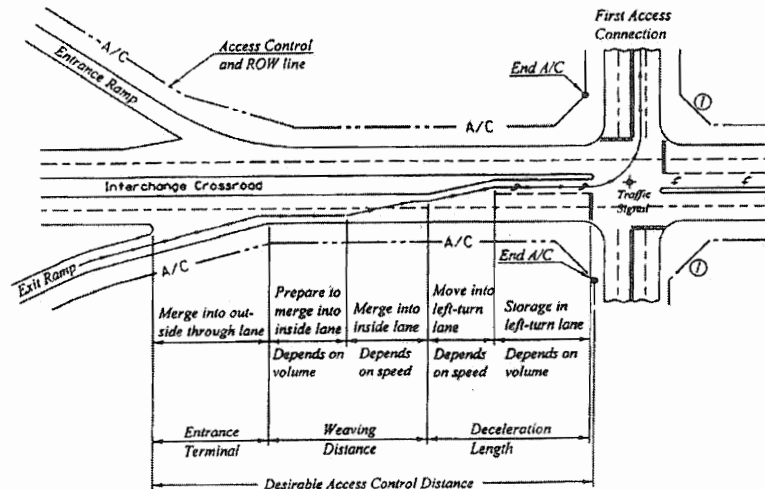 First Access
Connection
A/C
Access Control
and ROW line
Entrance Ramp
A/C
End A/C
1
A/C
Interchange Crossroad
Traffic
Signal
Exit Ramp
A/C
A/C
End A/C
1
Merge into out-
side through lane
Prepare to
merge into
inside lane
Merge into
inside lane
Move into
left-turn
lane
Storage in
left-turn lane
Depends on
volume
Depends
on speed
Depends
on speed
Depends on
volume
Entrance
Terminal
Weaving
Distance
Deceleration
Length
Desirable Access Control Distance